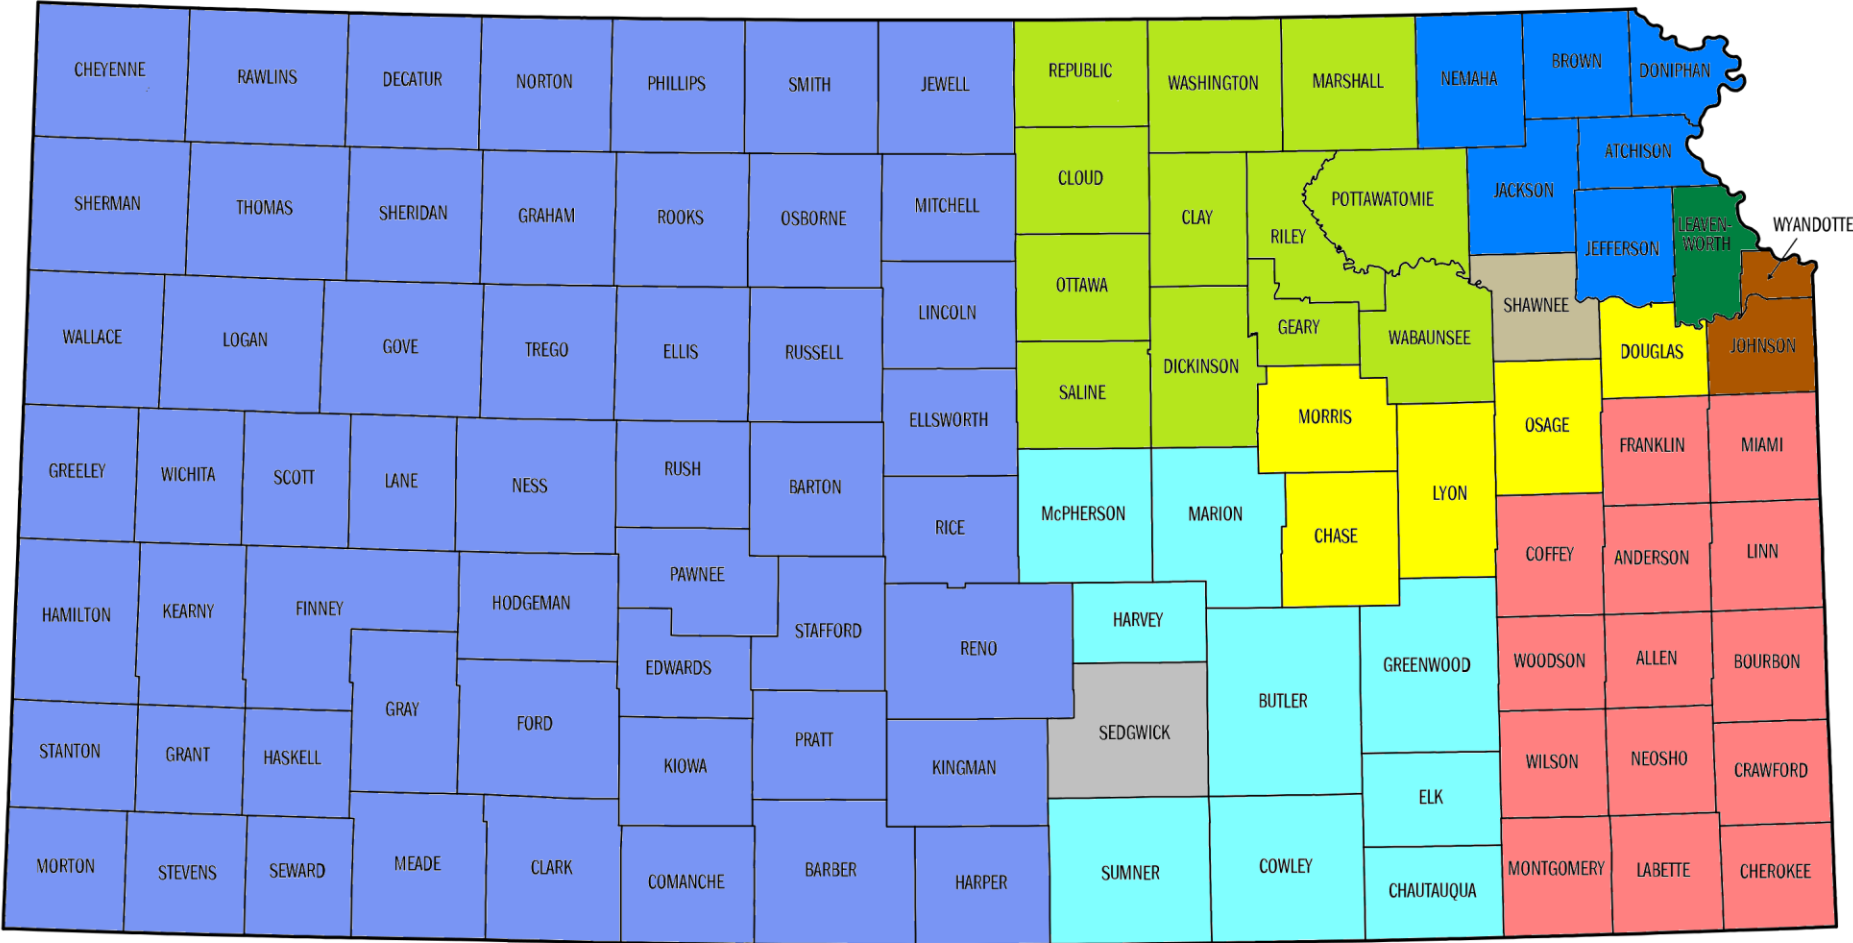 CHEYENNE
RAWLINS
DECATUR
NORTON
PHILLIPS
SMITH
JEWELL
REPUBLIC
WASHINGTON
MARSHALL
NEMAHA
BROWN
DONIPHAN
SHERMAN
THOMAS
SHERIDAN
GRAHAM
ROOKS
OSBORNE
MITCHELL
CLOUD
CLAY
RILEY
POTTAWATOMIE
JACKSON
ATCHISON
JEFFERSON
LEAVEN-
WORTH
WYANDOTTE
WALLACE
LOGAN
GOVE
TREGO
ELLIS
RUSSELL
LINCOLN
OTTAWA
DICKINSON
GEARY
WABAUNSEE
SHAWNEE
DOUGLAS
JOHNSON
ELLSWORTH
SALINE
MORRIS
OSAGE
FRANKLIN
MIAMI
GREELEY
WICHITA
SCOTT
LANE
NESS
RUSH
BARTON
RICE
McPHERSON
MARION
CHASE
LYON
COFFEY
ANDERSON
LINN
HAMILTON
KEARNY
FINNEY
HODGEMAN
PAWNEE
EDWARDS
STAFFORD
RENO
HARVEY
BUTLER
GREENWOOD
WOODSON
ALLEN
BOURBON
GRAY
FORD
KIOWA
PRATT
KINGMAN
SEDGWICK
ELK
WILSON
NEOSHO
CRAWFORD
STANTON
GRANT
HASKELL
MORTON
STEVENS
SEWARD
MEADE
CLARK
COMANCHE
BARBER
HARPER
SUMNER
COWLEY
CHAUTAUQUA
MONTGOMERY
LABETTE
CHEROKEE